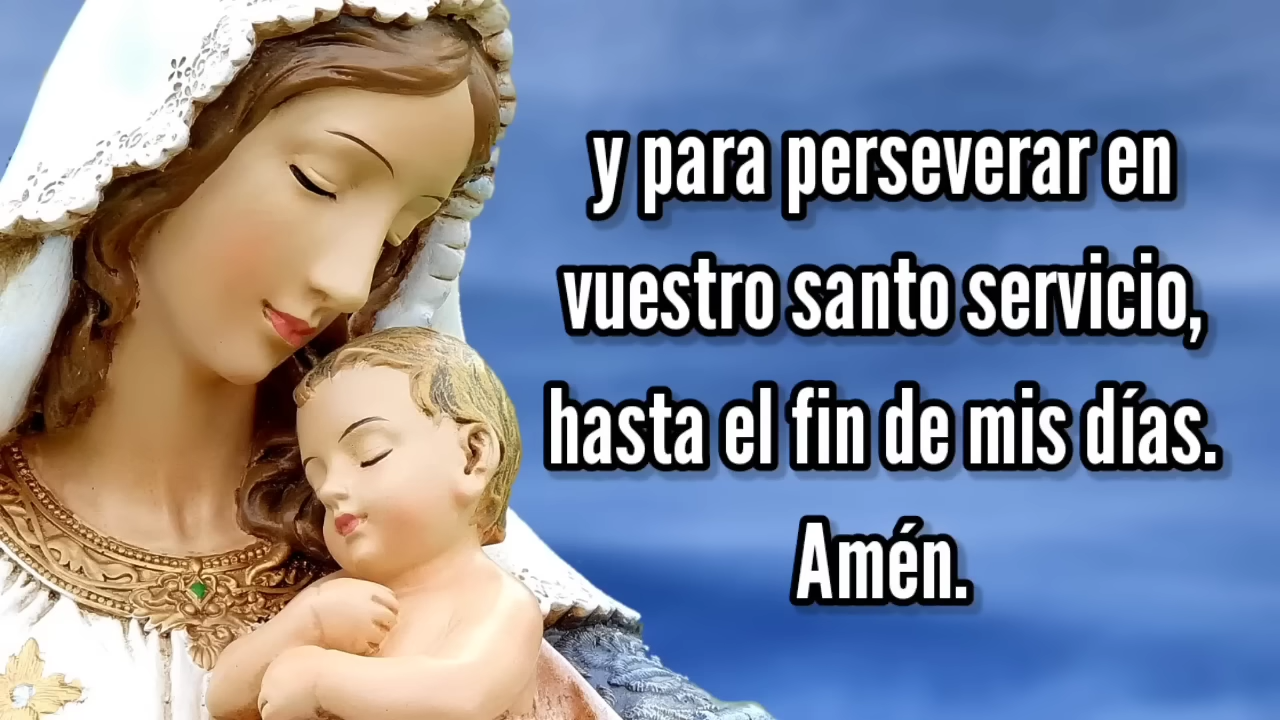 y para perseverar en
vuestro santo servicio,
hasta el fin de mis días.
Amén.